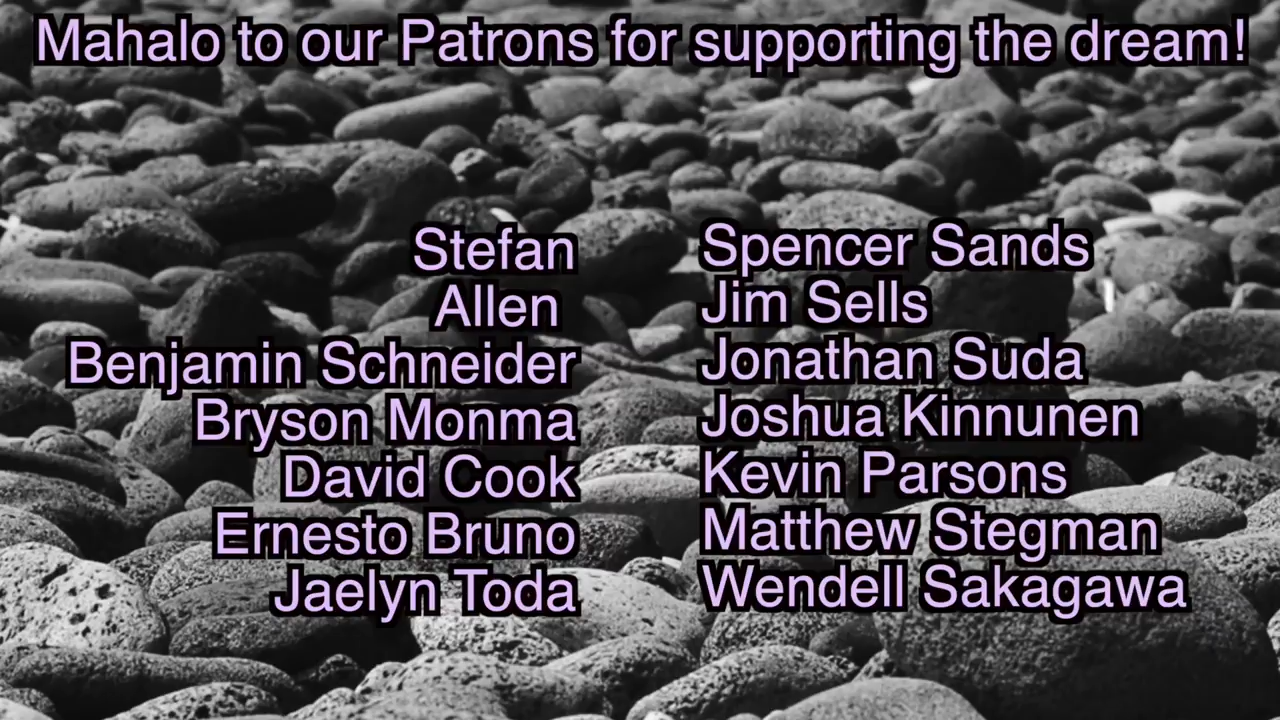 Mahalo to our Patrons for supporting the dream!
Stefan
Allen
Benjamin Schneider
Bryson Monma
David Cook
Ernesto Bruno
Jaelyn Toda
Spencer Sands
Jim Sells
Jonathan Suda
Joshua Kinnunen
Kevin Parsons
Matthew Stegman
Wendell Sakagawa